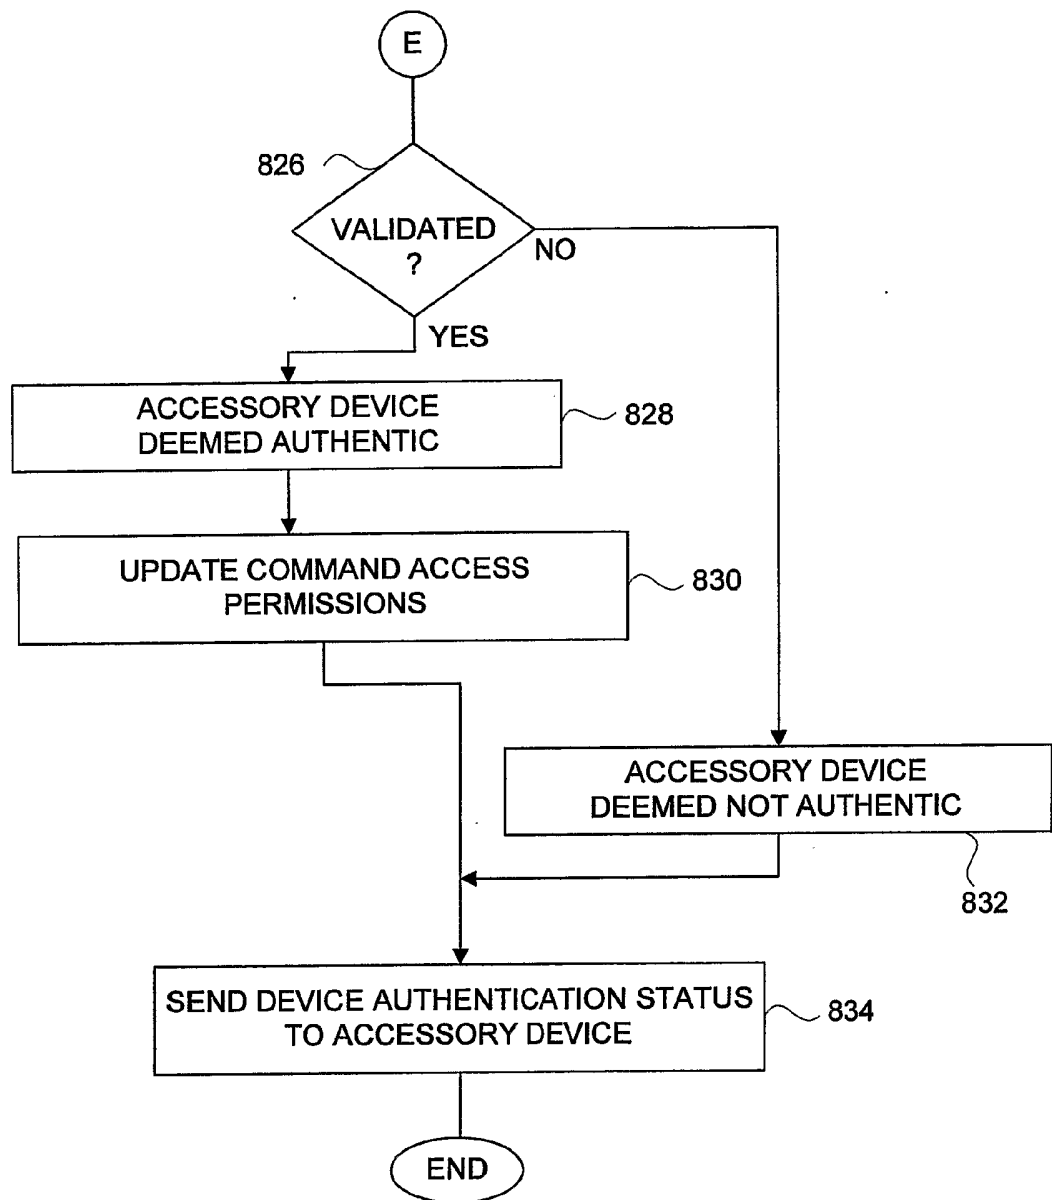 E
826
VALIDATED
?
NO
YES
ACCESSORY DEVICE
DEEMED AUTHENTIC
828
UPDATE COMMAND ACCESS
PERMISSIONS
830
ACCESSORY DEVICE
DEEMED NOT AUTHENTIC
832
SEND DEVICE AUTHENTICATION STATUS
TO ACCESSORY DEVICE
834
END